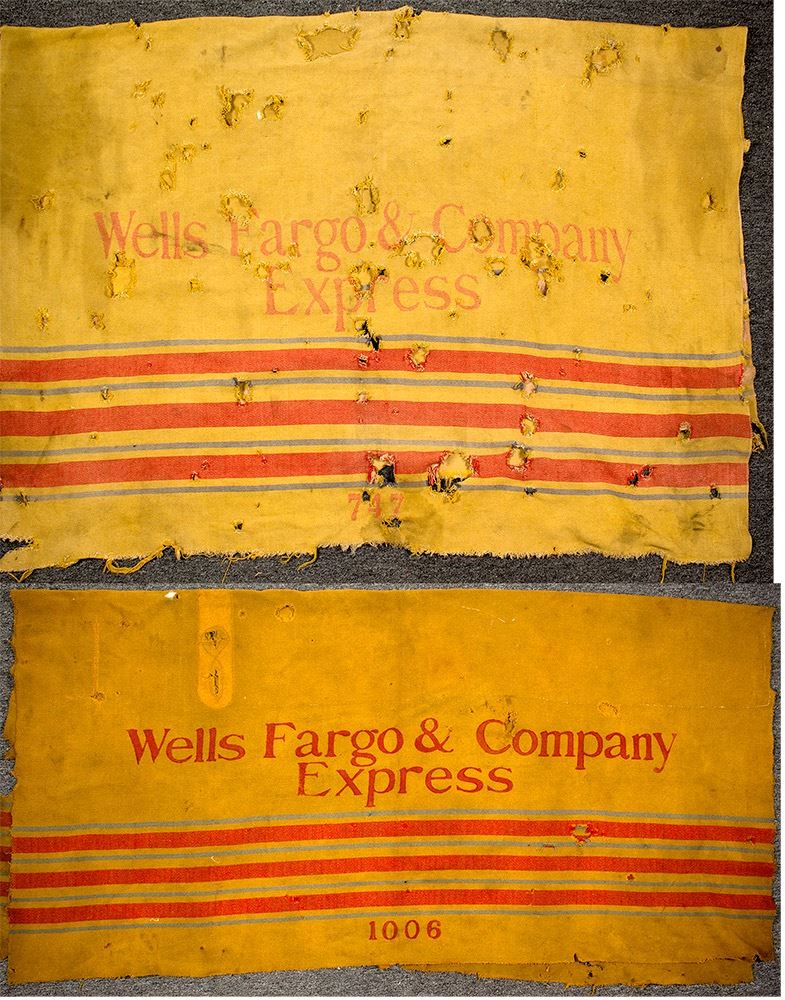 Wells Fargo & Company
Express
747
Wells Fargo & Company
Express
1006